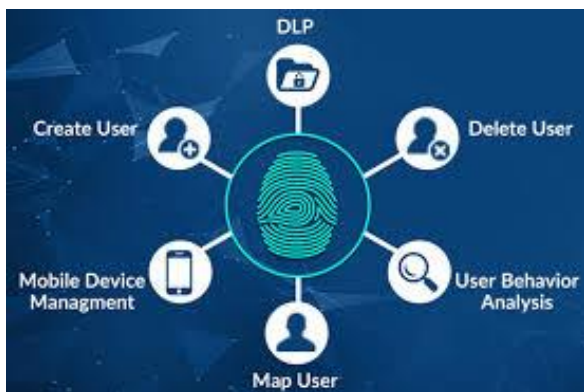 DLP
Create User
Delete User
Mobile Device
Managment
User Behavior
Analysis
Map User